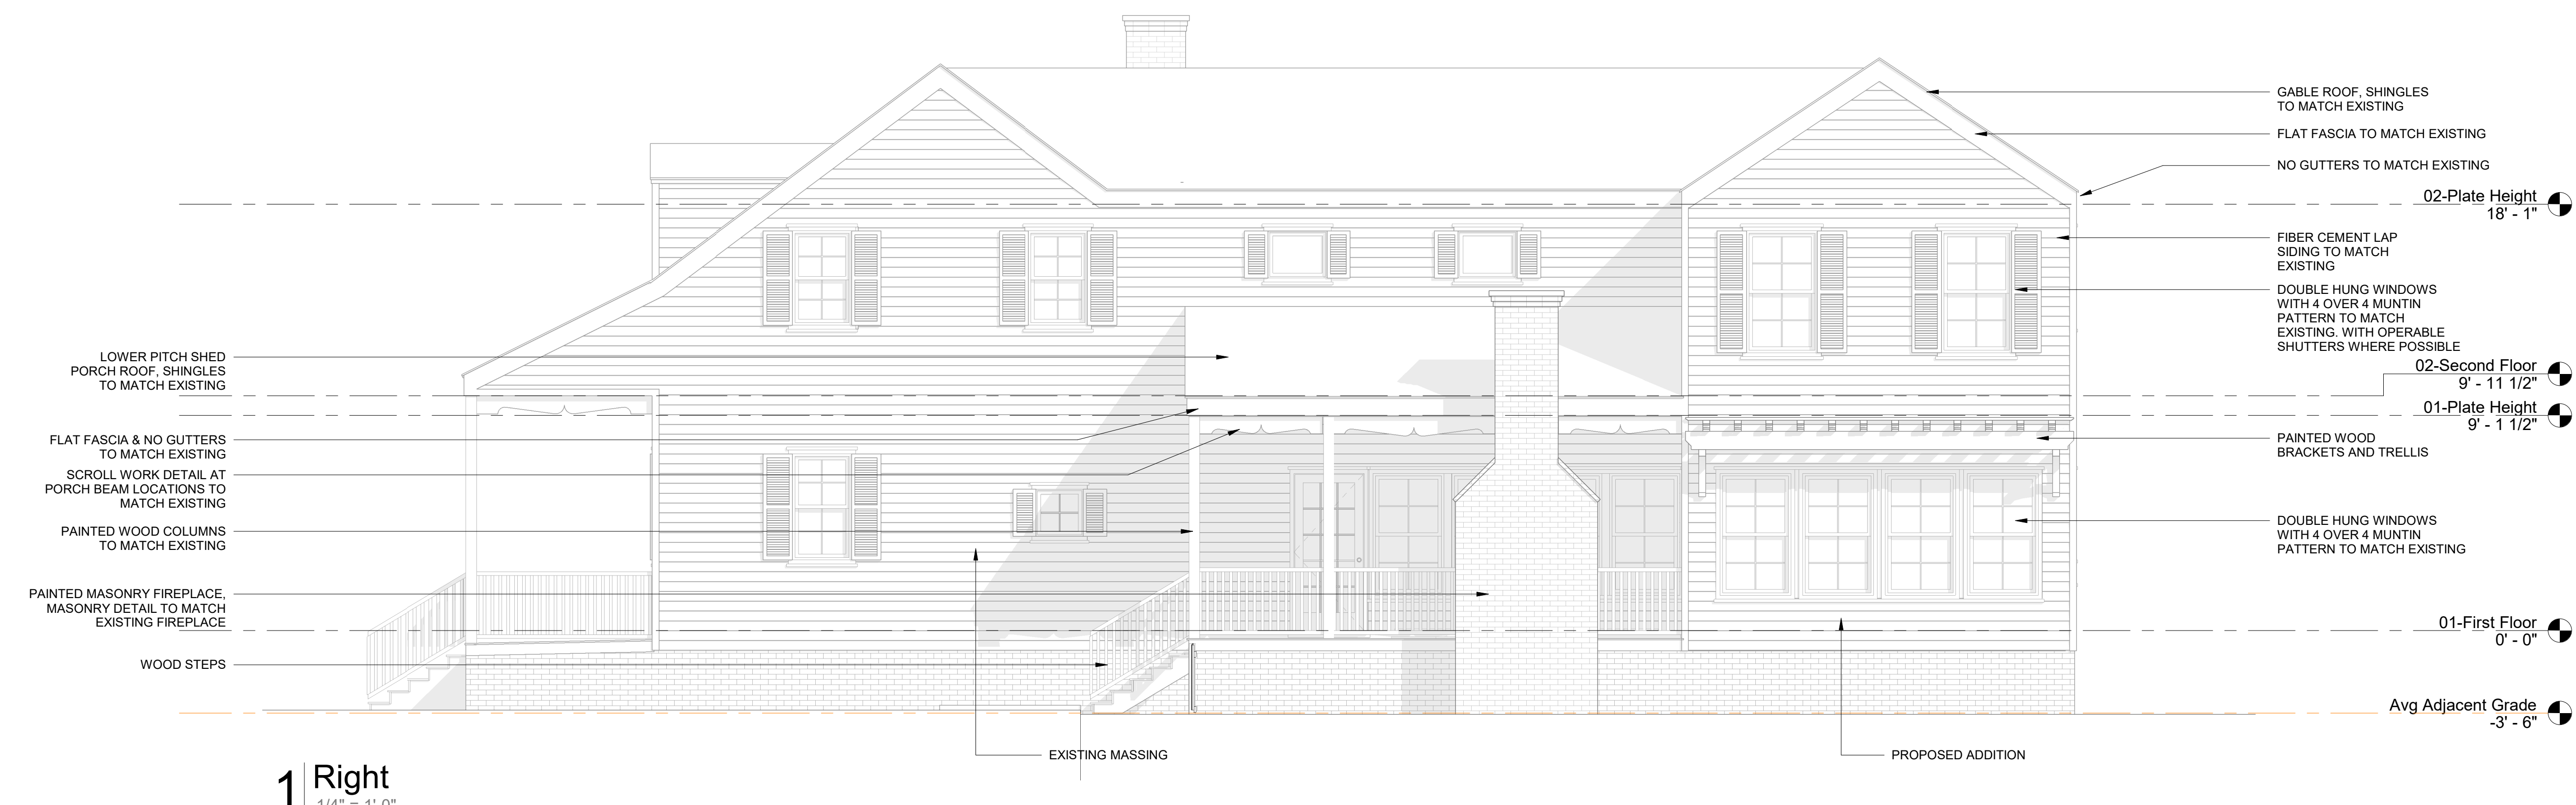 GABLE ROOF, SHINGLES
TO MATCH EXISTING
FLAT FASCIA TO MATCH EXISTING
NO GUTTERS TO MATCH EXISTING
02-Plate Height
18' - 1"
FIBER CEMENT LAP
SIDING TO MATCH
EXISTING
DOUBLE HUNG WINDOWS
WITH 4 OVER 4 MUNTIN
PATTERN TO MATCH
EXISTING. WITH OPERABLE
SHUTTERS WHERE POSSIBLE
LOWER PITCH SHED
PORCH ROOF, SHINGLES
TO MATCH EXISTING
02-Second Floor
9' - 11 1/2"
01-Plate Height
9' - 1 1/2"
FLAT FASCIA & NO GUTTERS
TO MATCH EXISTING
PAINTED WOOD
BRACKETS AND TRELLIS
SCROLL WORK DETAIL AT
PORCH BEAM LOCATIONS TO
MATCH EXISTING
PAINTED WOOD COLUMNS
TO MATCH EXISTING
DOUBLE HUNG WINDOWS
WITH 4 OVER 4 MUNTIN
PATTERN TO MATCH EXISTING
PAINTED MASONRY FIREPLACE,
MASONRY DETAIL TO MATCH
EXISTING FIREPLACE
01-First Floor
0' - 0"
WOOD STEPS
Avg Adjacent Grade
-3' - 6"
EXISTING MASSING
PROPOSED ADDITION
1
Right
1/4" = 1'-0"